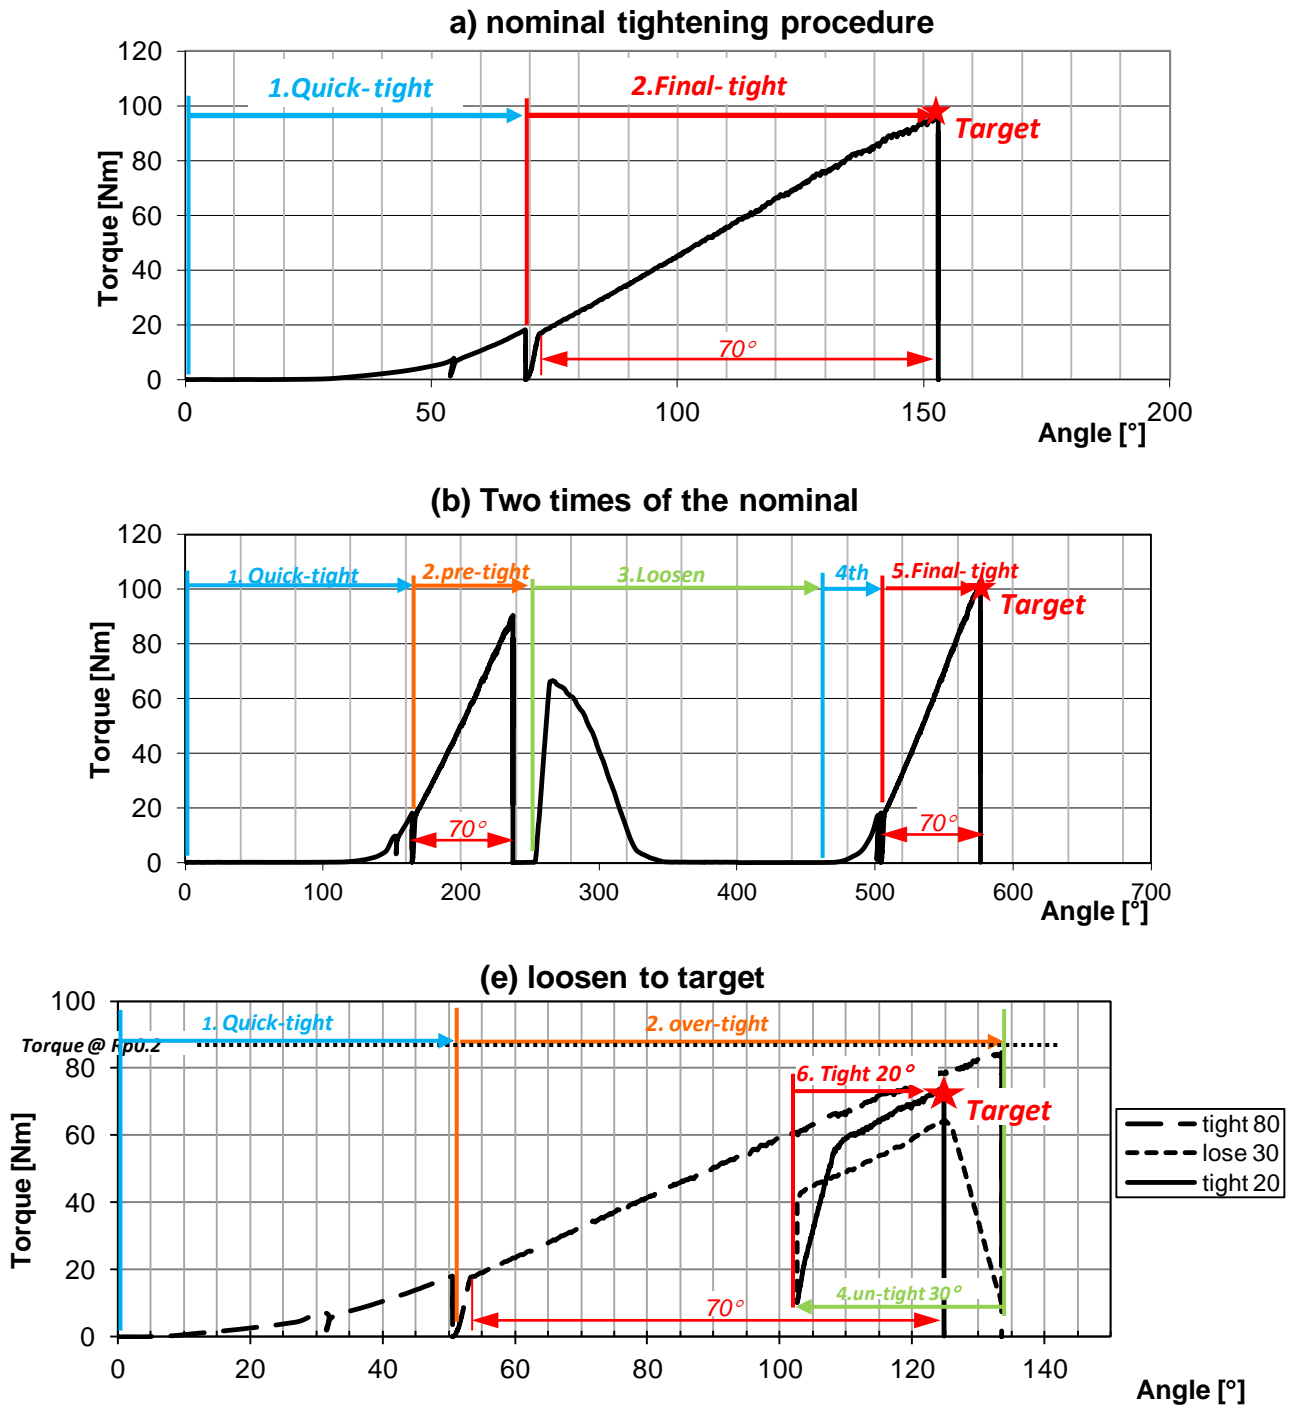 a) nominal tightening procedure
120
1.Quick-tight
2.Final-tight
100
Target
80
60
40
20
70°
0
Torque [Nm]
0 50 100 150 200
Angle [°]
(b) Two times of the nominal
120
1. Quick-tight
2.pre-tight
3.Loosen
4th
5.Final-tight
100
Target
80
60
40
20
70°
70°
0
Torque [Nm]
0 100 200 300 400 500 600 700
Angle [°]
(e) loosen to target
100
1. Quick-tight
2. over-tight
Torque @ Rp0.2
80
6. Tight 20°
Target
60
40
20
4.un-tight 30°
70°
0
Torque [Nm]
tight 80
lose 30
tight 20
0 20 40 60 80 100 120 140
Angle [°]